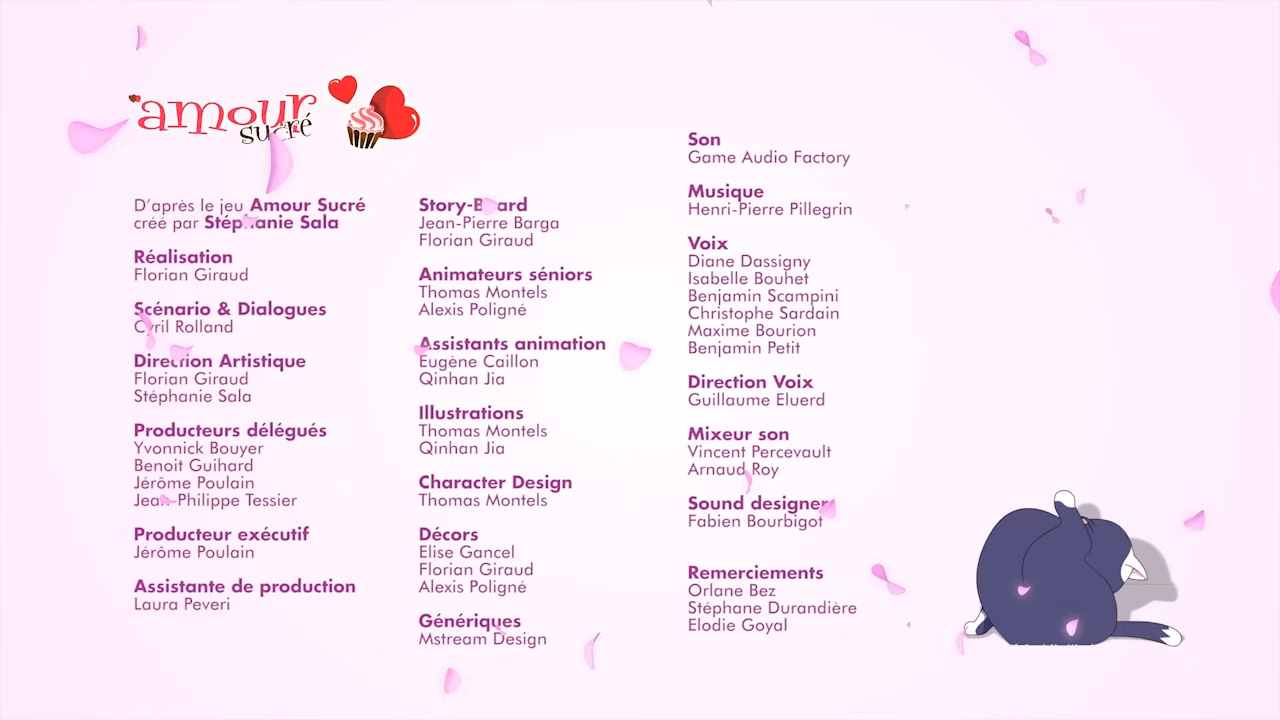 amour
sucré
D'après le jeu Amour Sucré
créé par Stéphanie Sala
Réalisation
Florian Giraud
Scénario & Dialogues
Cyril Rolland
Direction Artistique
Florian Giraud
Stéphanie Sala
Producteurs délégués
Yvonnick Bouyer
Benoit Guihard
Jérôme Poulain
Jean-Philippe Tessier
Producteur exécutif
Jérôme Poulain
Assistante de production
Laura Peveri
Story-Board
Jean-Pierre Barga
Florian Giraud
Animateurs séniors
Thomas Montels
Alexis Poligné
Assistants animation
Eugène Caillon
Qinhan Jia
Illustrations
Thomas Montels
Qinhan Jia
Character Design
Thomas Montels
Décors
Elise Gancel
Florian Giraud
Alexis Poligné
Génériques
Mstream Design
Son
Game Audio Factory
Musique
Henri-Pierre Pillegrin
Voix
Diane Dassigny
Isabelle Bouhet
Benjamin Scampini
Christophe Sardain
Maxime Bourion
Benjamin Petit
Direction Voix
Guillaume Eluerd
Mixeur son
Vincent Percevault
Arnaud Roy
Sound designer
Fabien Bourbigot
Remerciements
Orlane Bez
Stéphane Durandière
Elodie Goyal